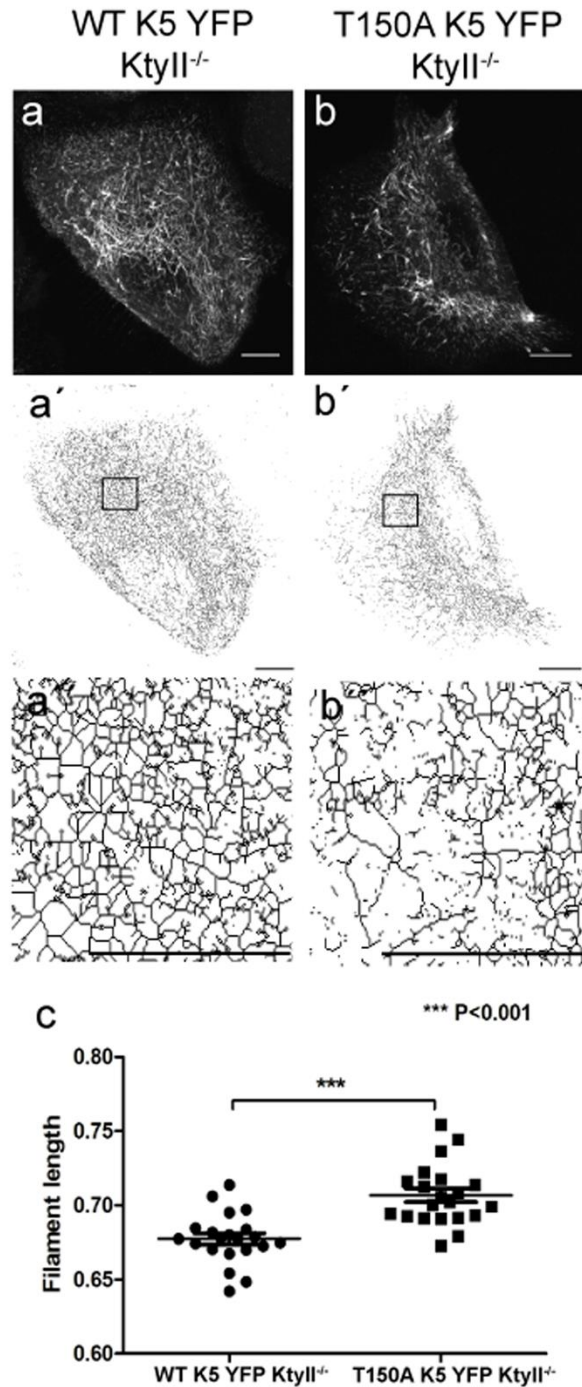 WT K5 YFP T150A K5 YFP
KtyII-/- KtyII-/-
a b
a´ b´
a´´ b´´
c
*** P<0.001
***
0.80
0.75
0.70
0.65
0.60
Filament length
WT K5 YFP KtyII-/- T150A K5 YFP KtyII-/-